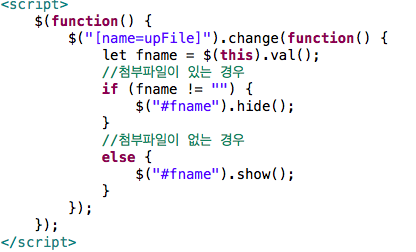 <script>
    $(function() {
        $("[name=upFile]").change(function() {
            let fname = $(this).val();
            //첨부파일이 있는 경우
            if (fname != "") {
                $("#fname").hide();
            }
            //첨부파일이 없는 경우
            else {
                $("#fname").show();
            }
        });
    });
</script>